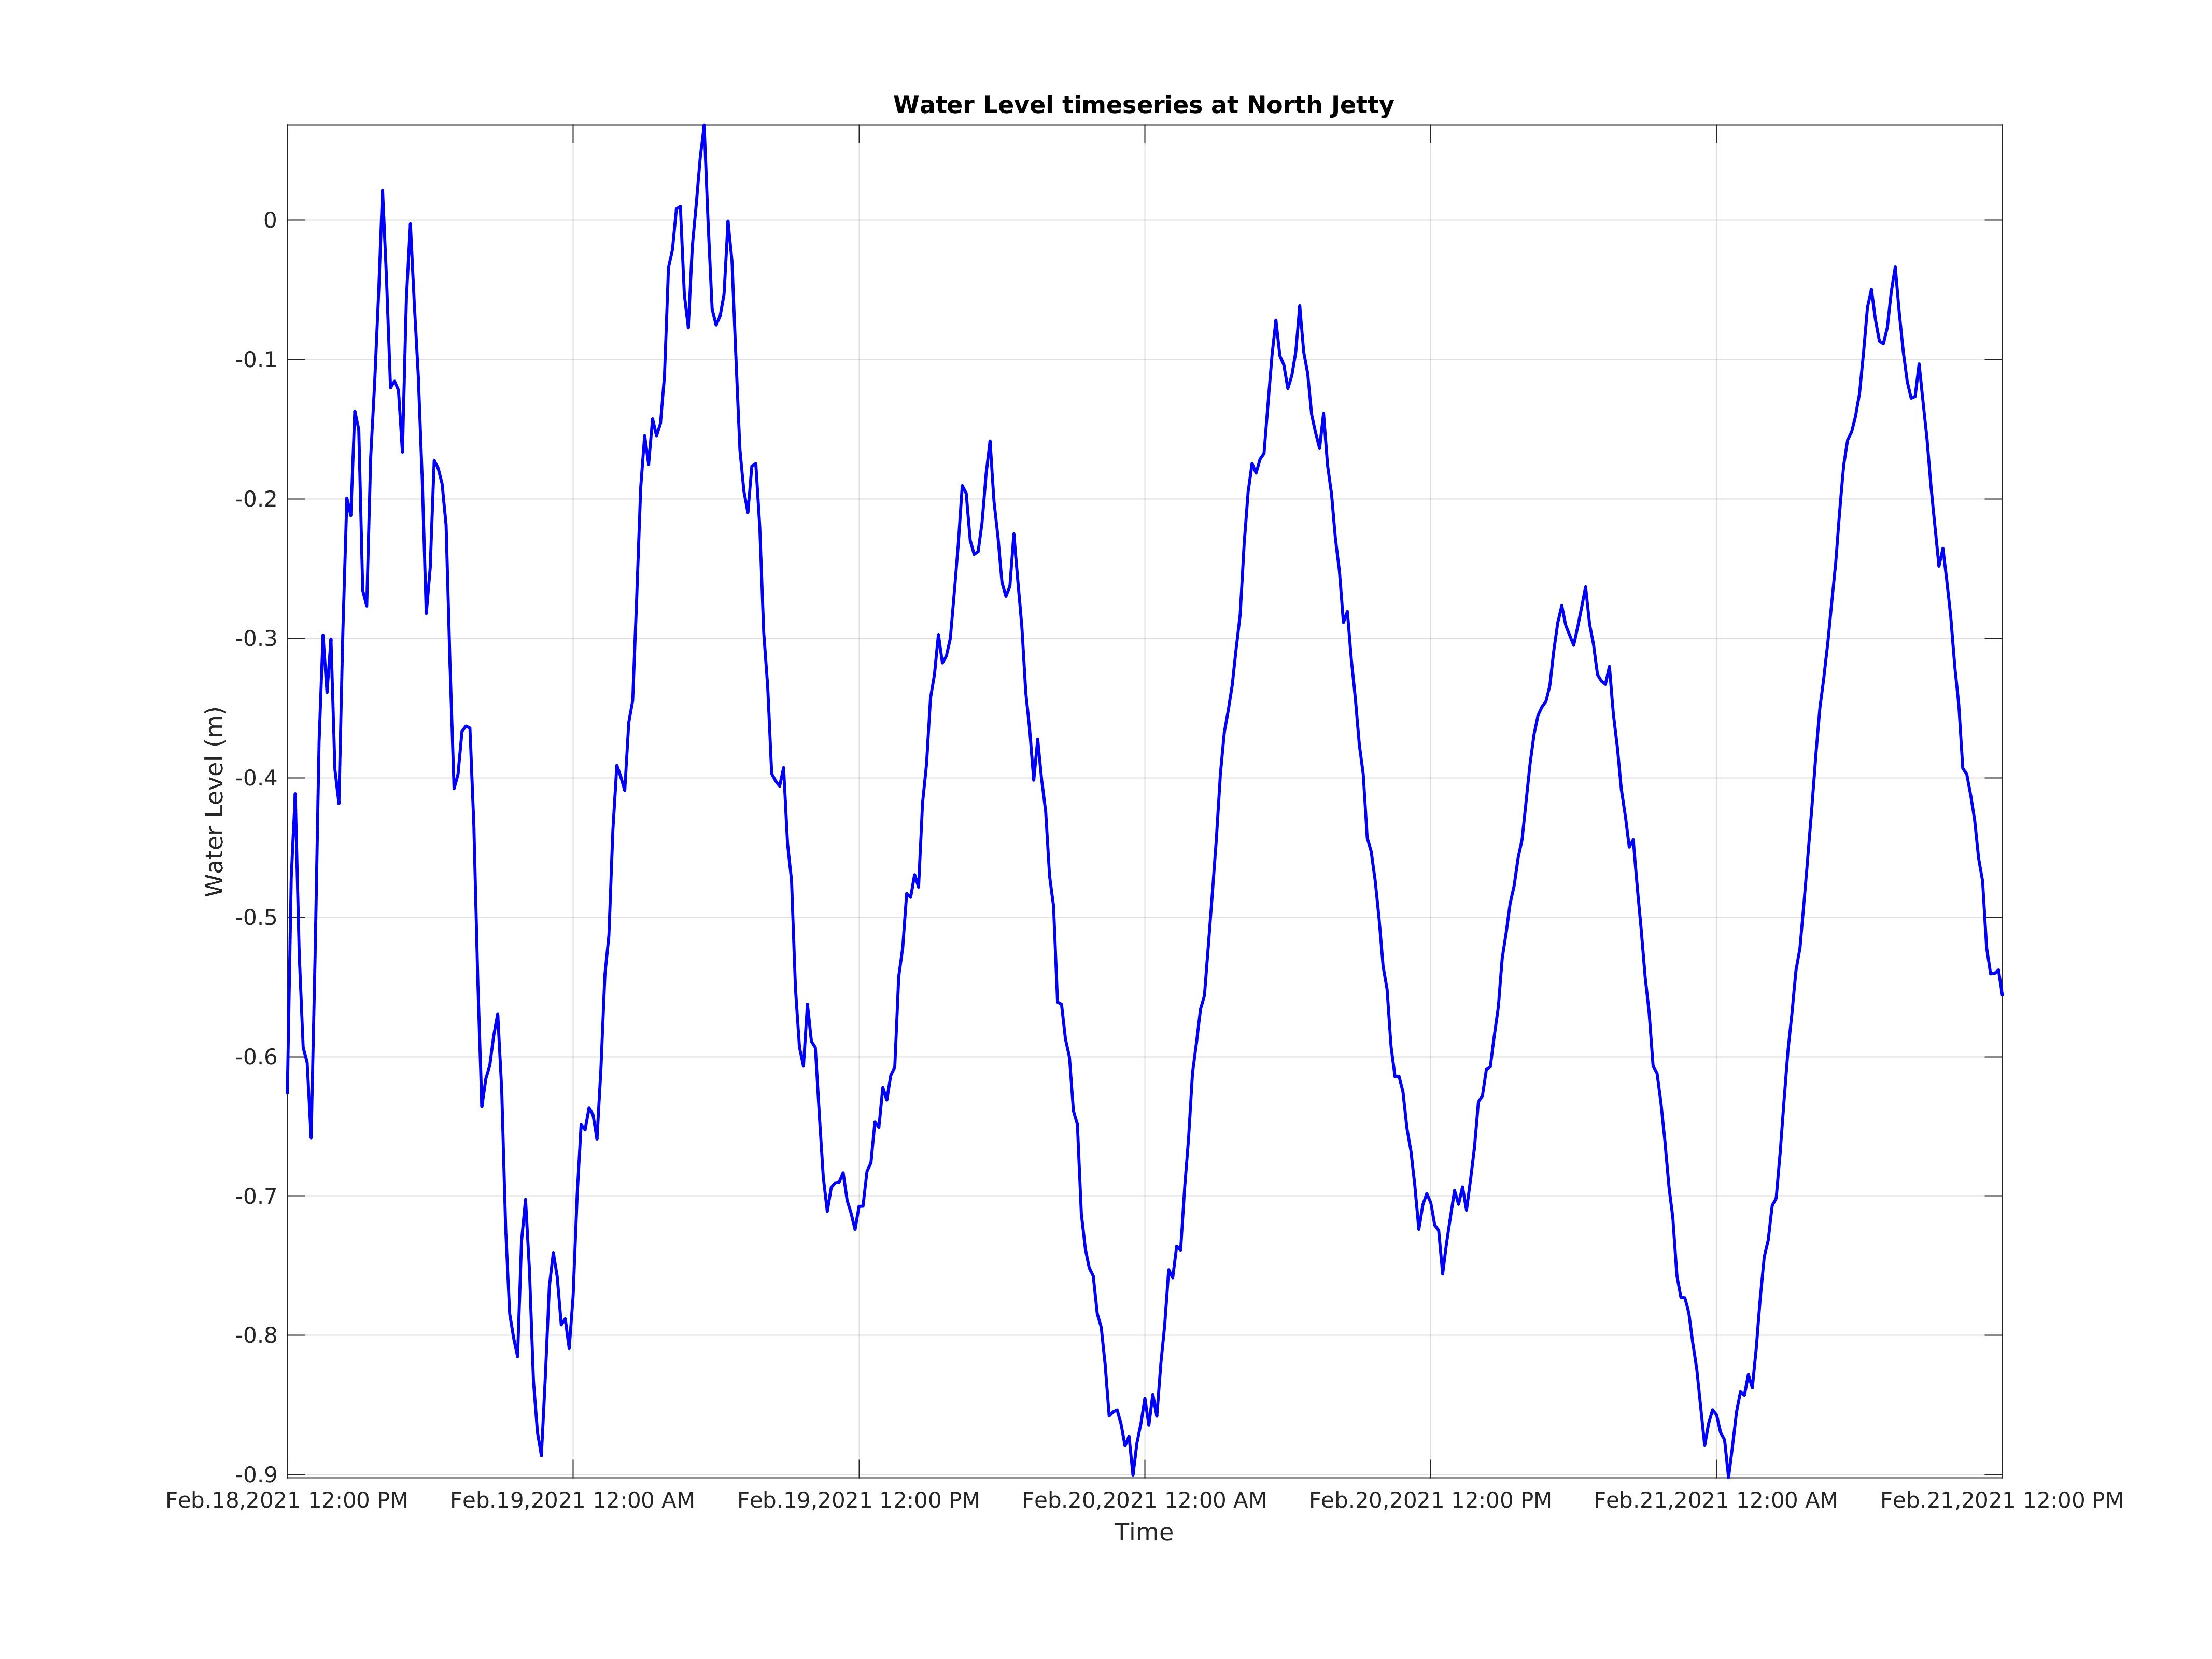 Water Level timeseries at North Jetty
Water Level (m)
0
-0.1
-0.2
-0.3
-0.4
-0.5
-0.6
-0.7
-0.8
-0.9
Feb.18,2021 12:00 PM Feb.19,2021 12:00 AM Feb.19,2021 12:00 PM Feb.20,2021 12:00 AM Feb.20,2021 12:00 PM Feb.21,2021 12:00 AM Feb.21,2021 12:00 PM
Time